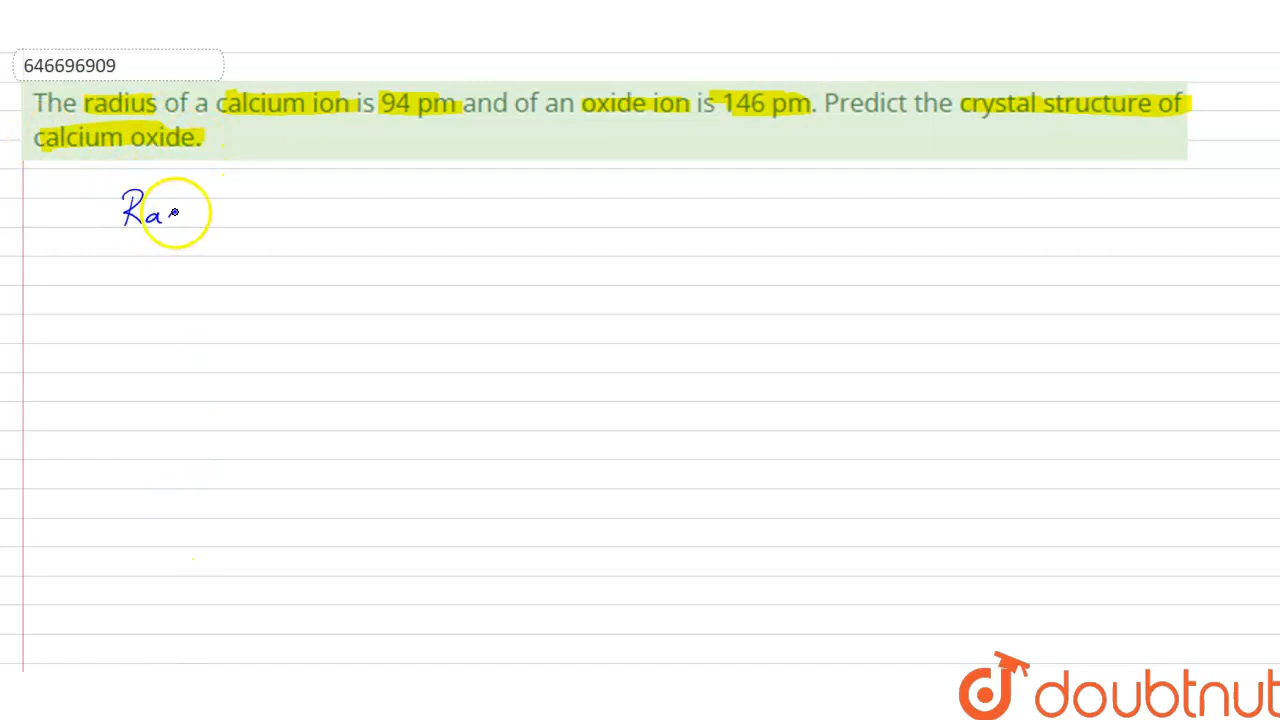 646696909
The radius of a calcium ion is 94 pm and of an oxide ion is 146 pm. Predict the crystal structure of
calcium oxide.
Ra
doubtnut